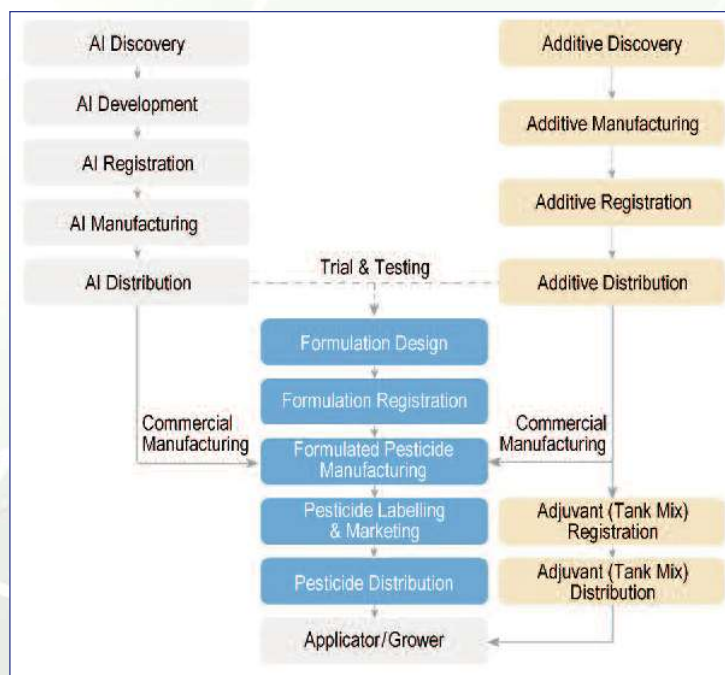 AI Discovery
AI Development
AI Registration
AI Manufacturing
AI Distribution
Additive Discovery
Additive Manufacturing
Additive Registration
Additive Distribution
Trial & Testing
Formulation Design
Formulation Registration
Commercial
Manufacturing
Formulated Pesticide
Manufacturing
Commercial
Manufacturing
Pesticide Labelling
& Marketing
Pesticide Distribution
Adjuvant (Tank Mix)
Registration
Adjuvant (Tank Mix)
Distribution
Applicator/Grower